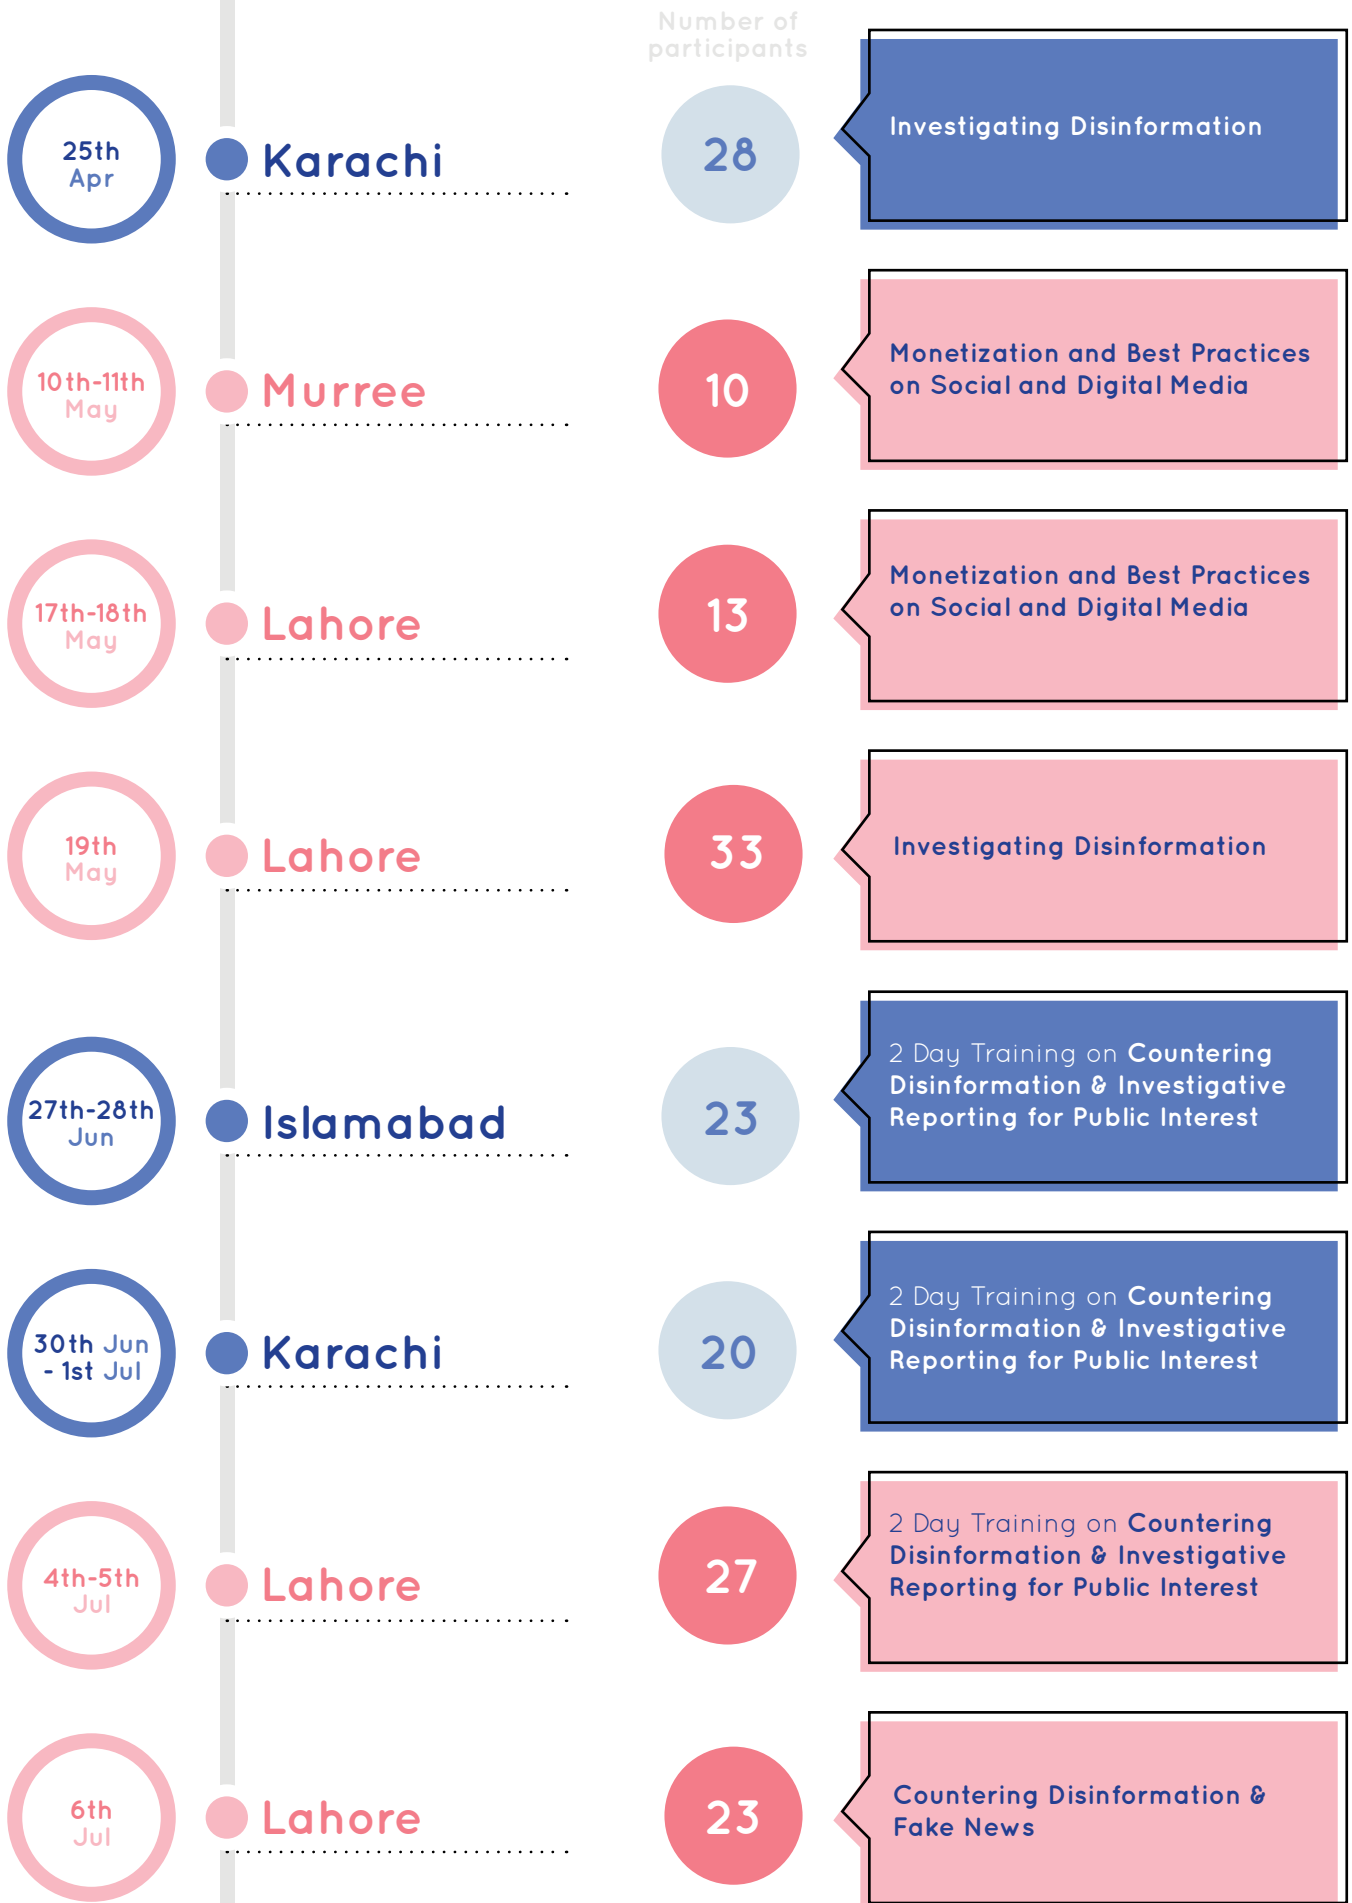 Number of
participants
25th
Apr
Karachi
28
Investigating Disinformation
10th-11th
May
Murree
10
Monetization and Best Practices
on Social and Digital Media
17th-18th
May
Lahore
13
Monetization and Best Practices
on Social and Digital Media
19th
May
Lahore
33
Investigating Disinformation
27th-28th
Jun
Islamabad
23
2 Day Training on Countering
Disinformation & Investigative
Reporting for Public Interest
30th Jun
- 1st Jul
Karachi
20
2 Day Training on Countering
Disinformation & Investigative
Reporting for Public Interest
4th-5th
Jul
Lahore
27
2 Day Training on Countering
Disinformation & Investigative
Reporting for Public Interest
6th
Jul
Lahore
23
Countering Disinformation &
Fake News